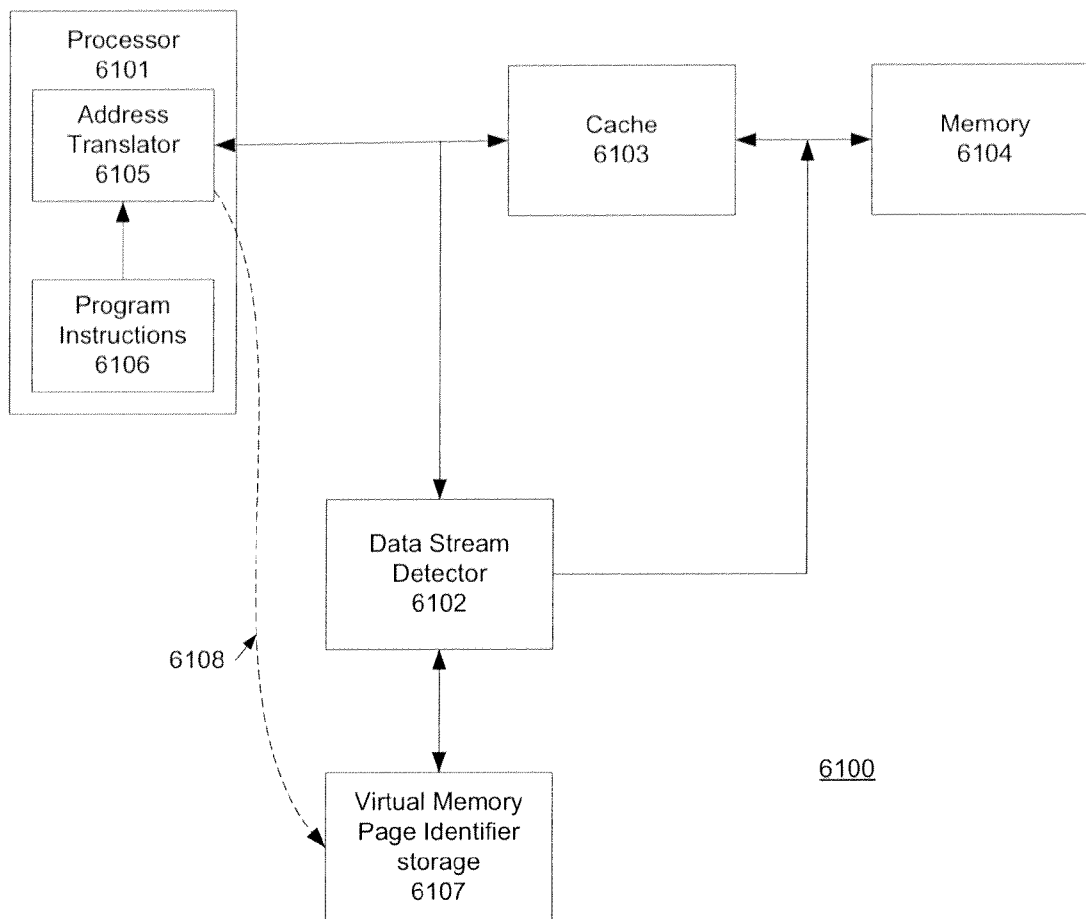 Processor
6101
Address
Translator
6105
Program
Instructions
6106
Cache
6103
Memory
6104
Data Stream
Detector
6102
6108
Virtual Memory
Page Identifier
storage
6107
6100